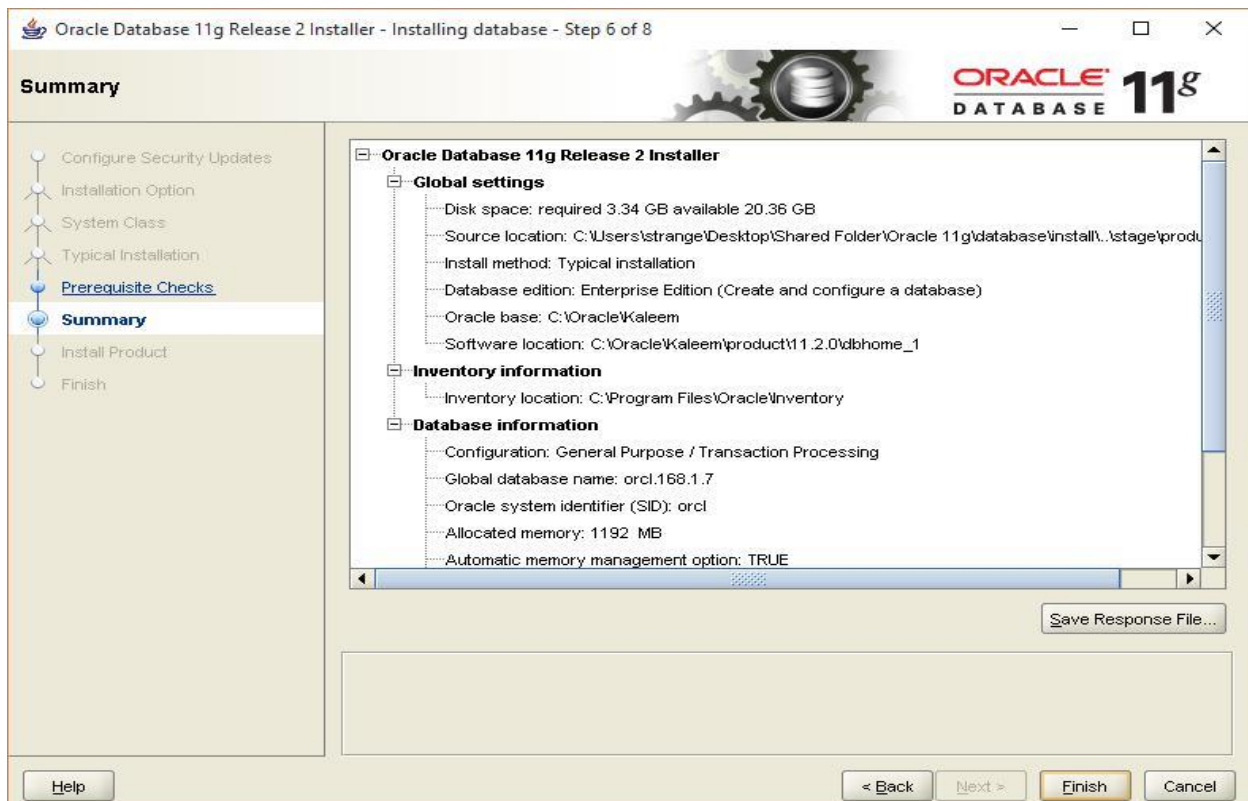 Oracle Database 11g Release 2 Installer - Installing database - Step 6 of 8
Summary
ORACLE
DATABASE
11g
Configure Security Updates
Installation Option
System Class
Typical Installation
Prerequisite Checks
Summary
Install Product
Finish
Oracle Database 11g Release 2 Installer
Global settings
Disk space: required 3.34 GB available 20.36 GB
Source location: C:\Users\strange\Desktop\Shared Folder\Oracle 11g\database\install\..\stage\produ
Install method: Typical installation
Database edition: Enterprise Edition (Create and configure a database)
Oracle base: C:\Oracle\Kaleem
Software location: C:\Oracle\Kaleem\product\11.2.0\dbhome_1
Inventory information
Inventory location: C:\Program Files\Oracle\Inventory
Database information
Configuration: General Purpose / Transaction Processing
Global database name: orcl.168.1.7
Oracle system identifier (SID): orcl
Allocated memory: 1192 MB
Automatic memory management option: TRUE
Save Response File...
Help
< Back
Next >
Finish
Cancel